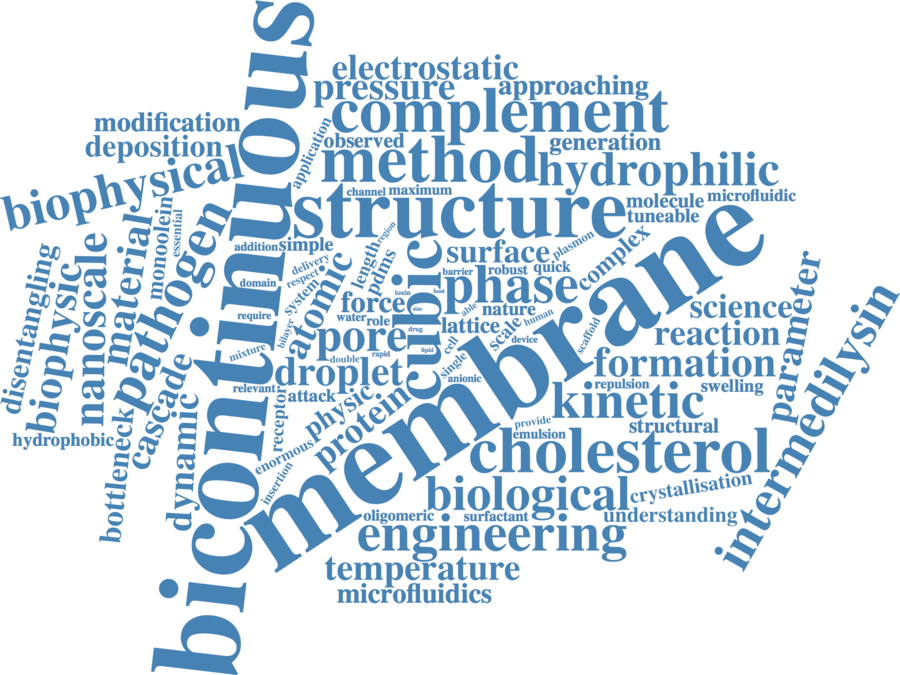 bicontinuous
membrane
structure
complement
method
electrostatic
pressure
approaching
observed
generation
hydrophilic
application
modification
deposition
biophysical
channel
maximum
molecule
microfluidic
tuneable
addition
simple
length
region
pdms
cubic
surface
plasmon
complex
barrier
robust
quick
phase
domain
delivery
respect
system
atomic
force
toxin
host
size
able
nature
human
require
bilayer
water
role
drug
lattice
scale
device
scaffold
pore
cell
mixture
double
rapid
lipid
single
droplet
anionic
relevant
attack
receptor
physic
protein
enormous
insertion
disentangling
biophysic
nanoscale
material
monoolein
essential
pathogen
cascade
dynamic
bottleneck
hydrophobic
science
reaction
formation
parameter
repulsion
swelling
kinetic
provide
structural
emulsion
cholesterol
intermedilysin
biological
crystallisation
oligomeric
surfactant
understanding
engineering
temperature
microfluidics